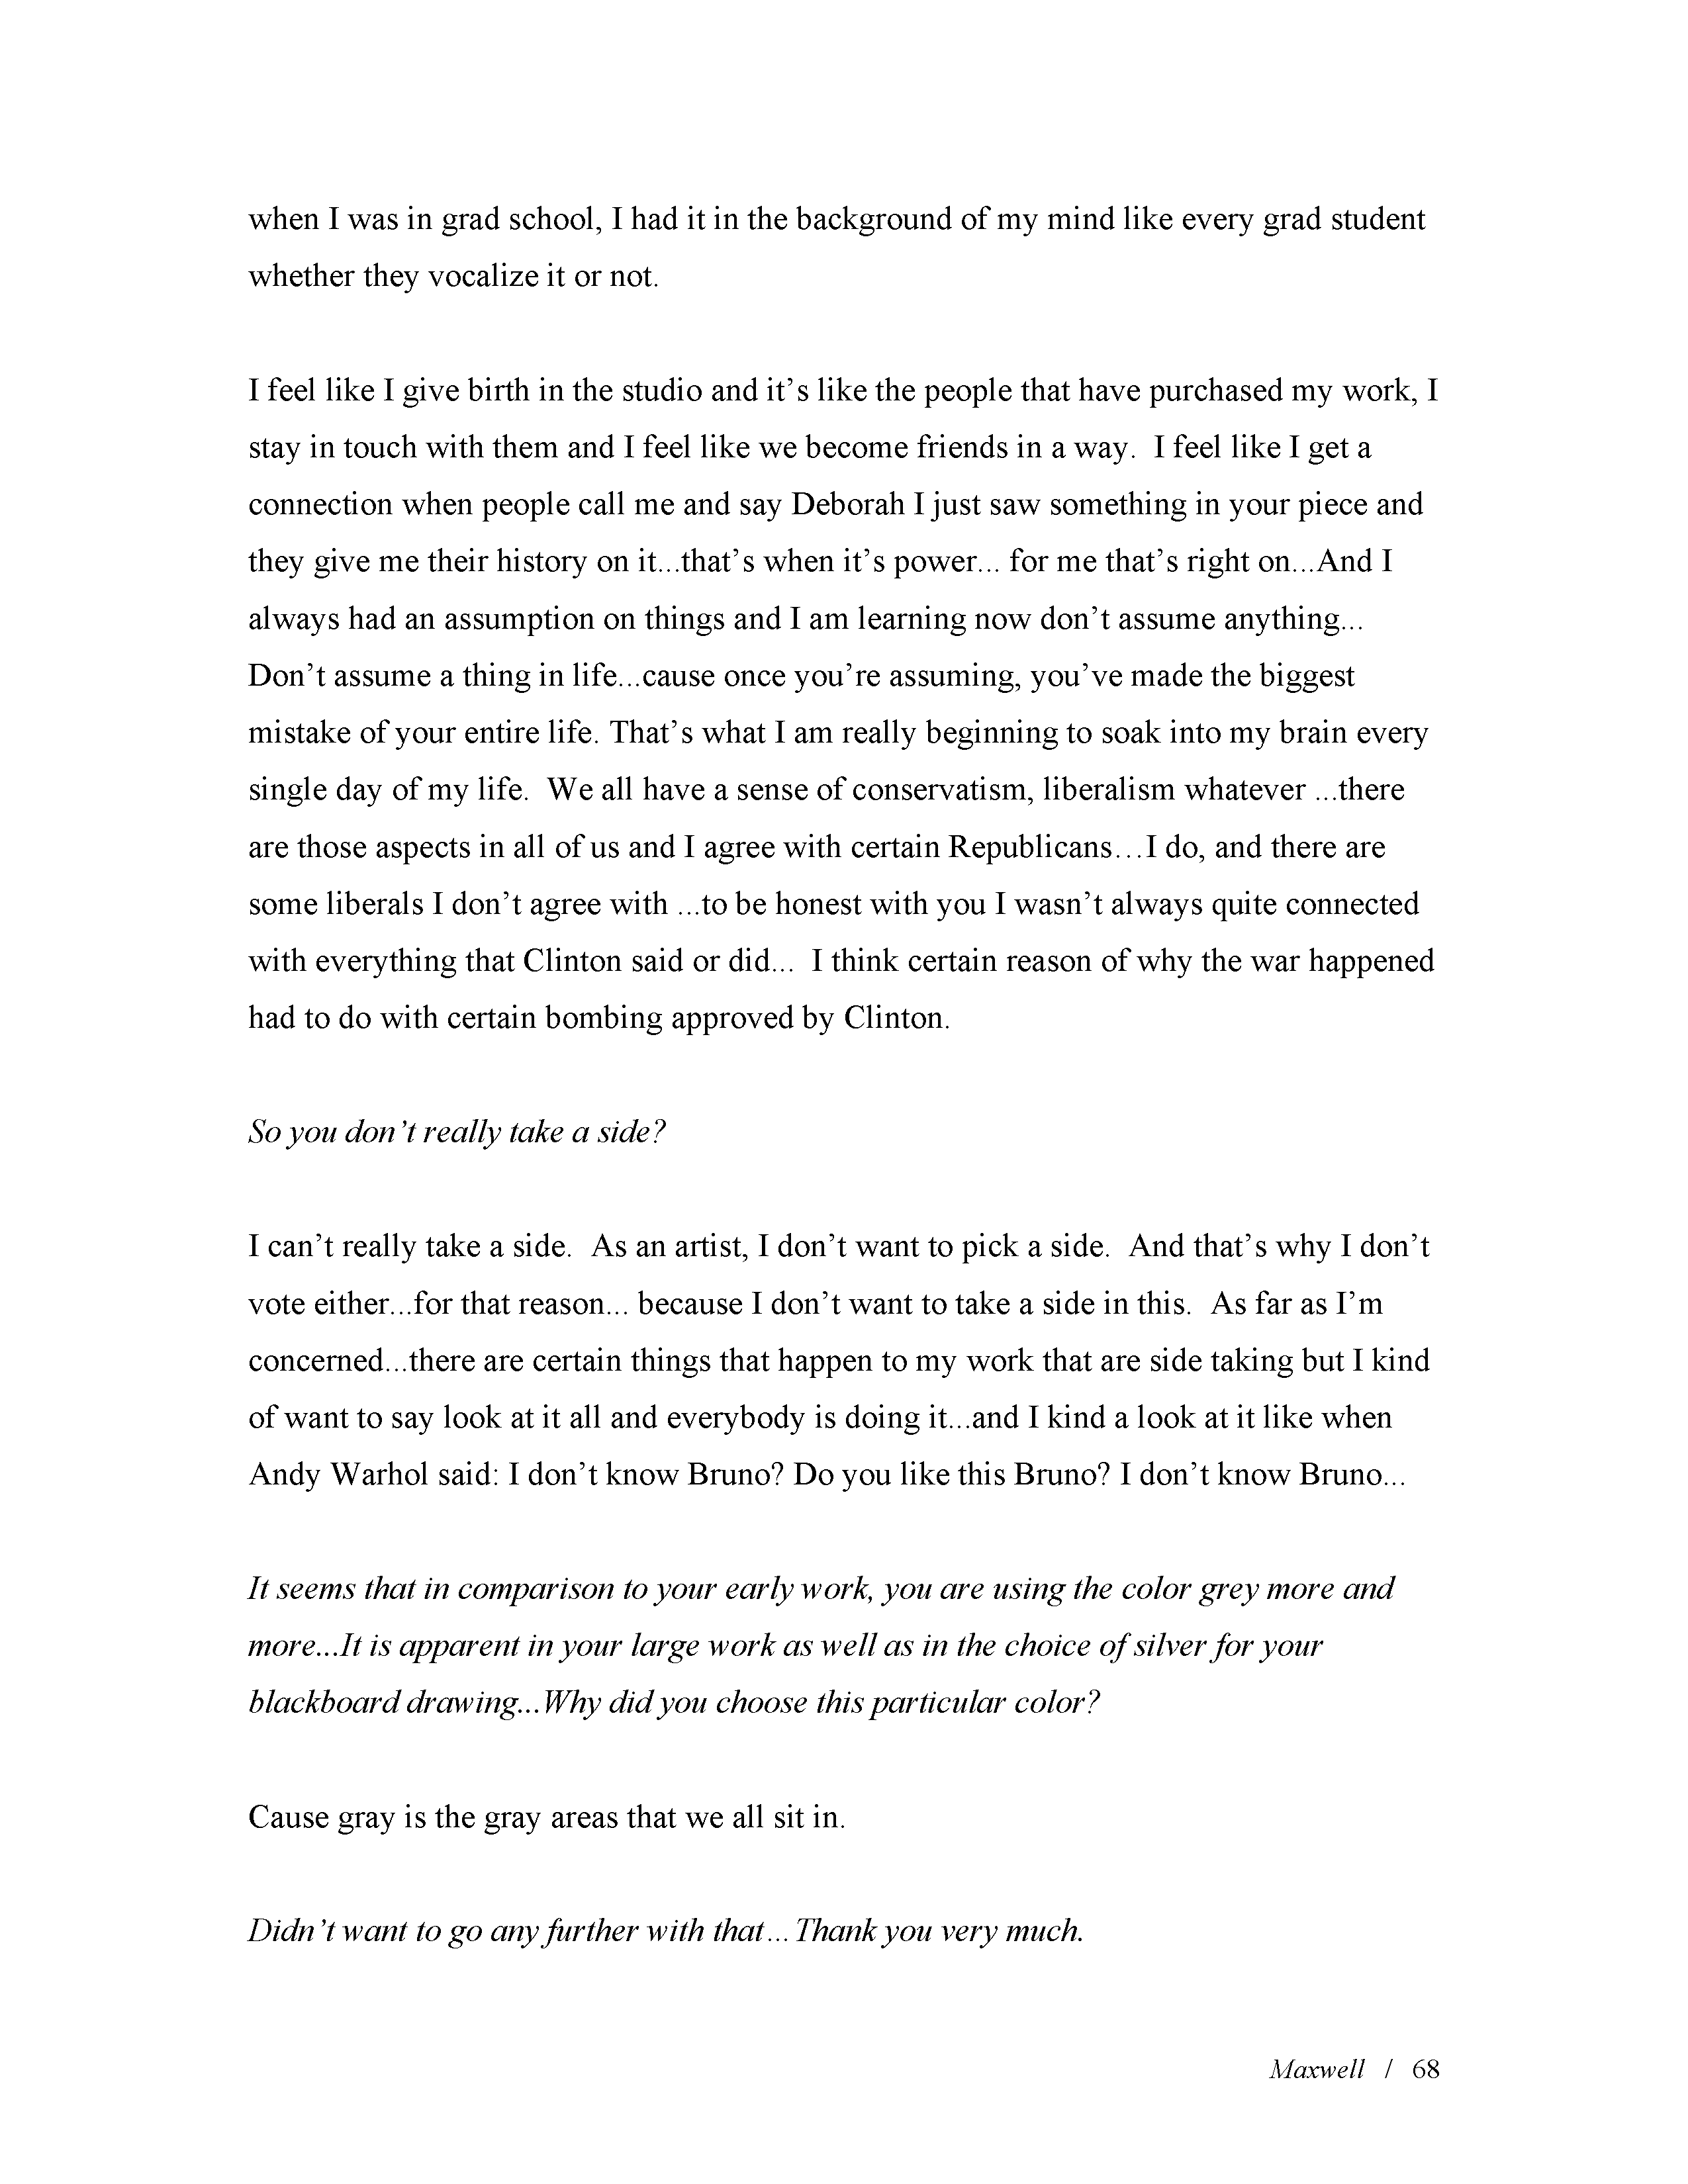 when I was in grad school, I had it in the background of my mind like every grad student
whether they vocalize it or not.
I feel like I give birth in the studio and it’s like the people that have purchased my work, I
stay in touch with them and I feel like we become friends in a way.  I feel like I get a
connection when people call me and say Deborah I just saw something in your piece and
they give me their history on it...that’s when it’s power... for me that’s right on...And I
always had an assumption on things and I am learning now don’t assume anything...
Don’t assume a thing in life...cause once you’re assuming, you’ve made the biggest
mistake of your entire life. That’s what I am really beginning to soak into my brain every
single day of my life.  We all have a sense of conservatism, liberalism whatever ...there
are those aspects in all of us and I agree with certain Republicans…I do, and there are
some liberals I don’t agree with ...to be honest with you I wasn’t always quite connected
with everything that Clinton said or did...  I think certain reason of why the war happened
had to do with certain bombing approved by Clinton.
So you don’t really take a side?
I can’t really take a side.  As an artist, I don’t want to pick a side.  And that’s why I don’t
vote either...for that reason... because I don’t want to take a side in this.  As far as I’m
concerned...there are certain things that happen to my work that are side taking but I kind
of want to say look at it all and everybody is doing it...and I kind a look at it like when
Andy Warhol said: I don’t know Bruno? Do you like this Bruno? I don’t know Bruno...
It seems that in comparison to your early work, you are using the color grey more and
more...It is apparent in your large work as well as in the choice of silver for your
blackboard drawing...Why did you choose this particular color?
Cause gray is the gray areas that we all sit in.
Didn’t want to go any further with that…Thank you very much.
Maxwell / 68